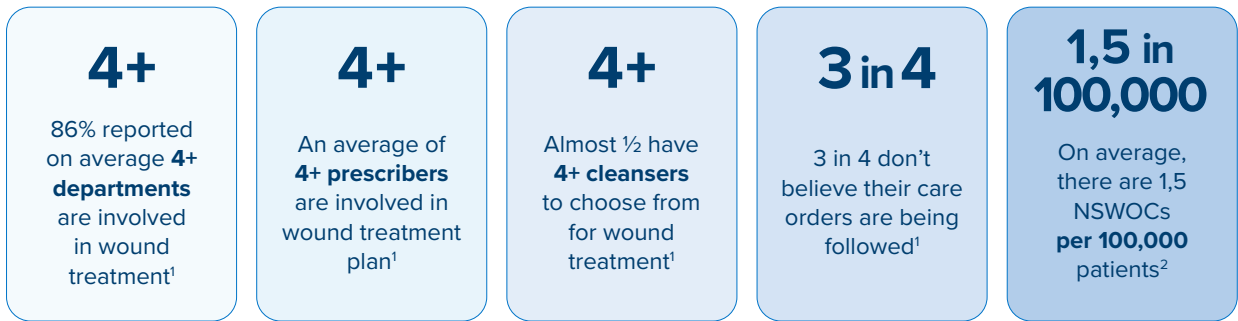 4+
86% reported
on average 4+
departments
are involved
in wound
treatment¹
4+
An average of
4+ prescribers
are involved in
wound treatment
plan¹
4+
Almost ½ have
4+ cleansers
to choose from
for wound
treatment¹
3 in 4
3 in 4 don’t
believe their care
orders are being
followed¹
1,5 in
100,000
On average,
there are 1,5
NSWOCs
per 100,000
patients²